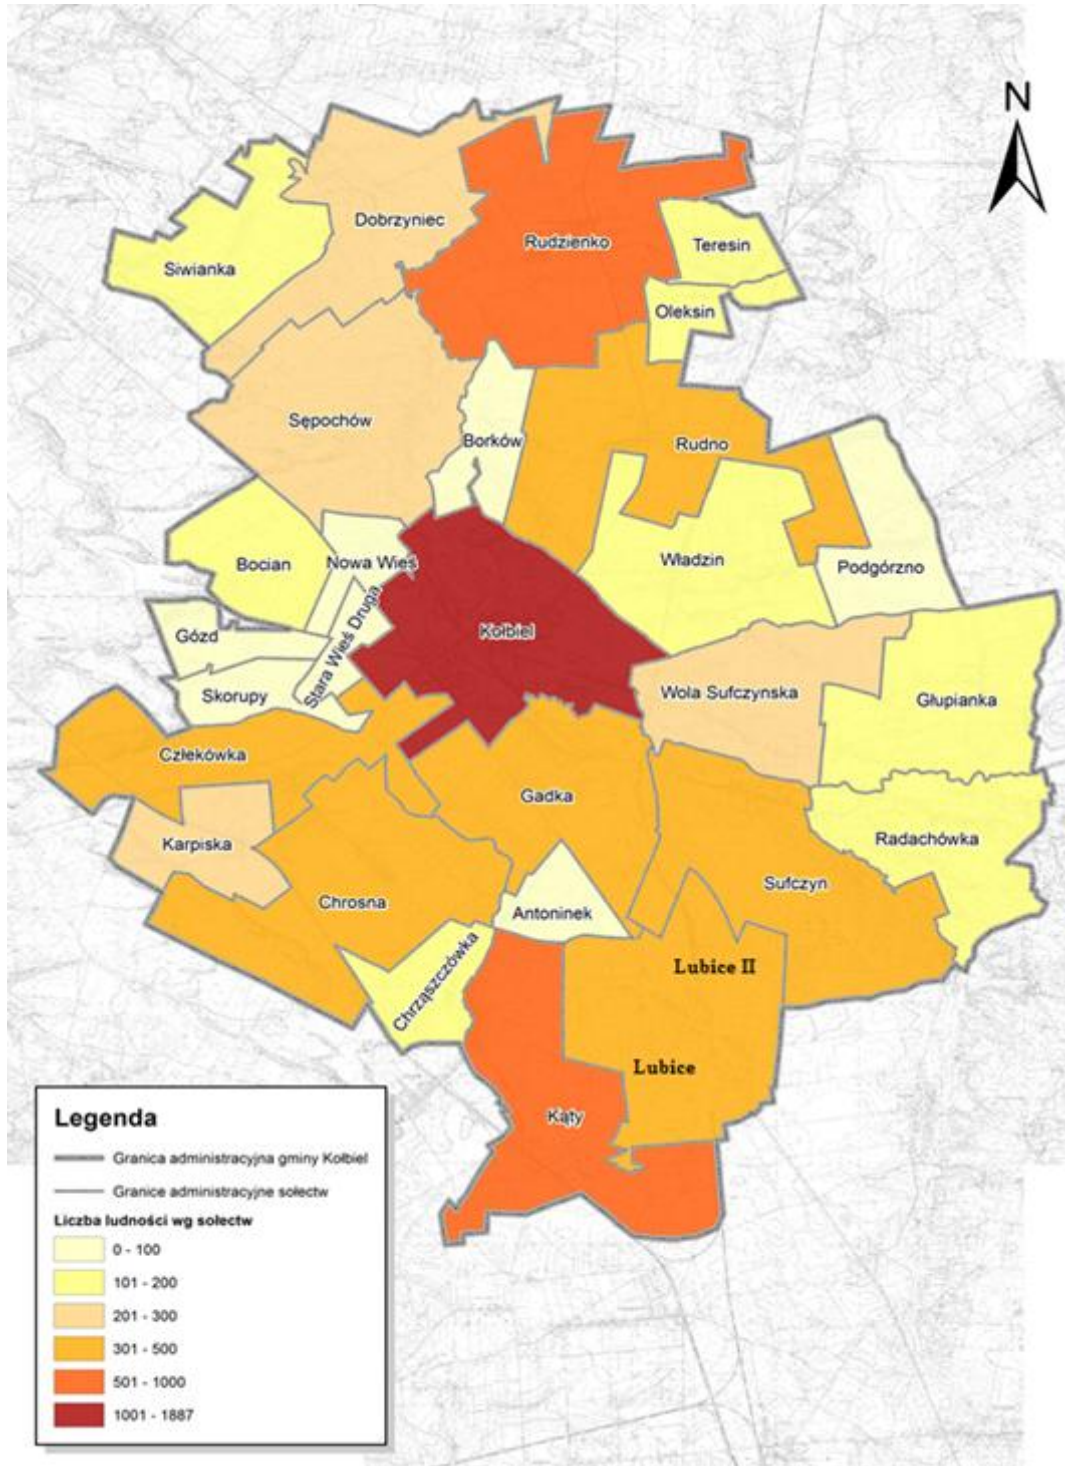 N
Dobrzyniec
Rudzienko
Teresin
Siwianka
Oleksin
Sępochów
Borków
Rudno
Bocian
Nowa Wieś
Władzin
Podgórzno
Kołbiel
Gózd
Stara Wieś Druga
Skorupy
Wola Sufczynska
Głupianka
Człekówka
Gadka
Karpiska
Radachówka
Sufczyn
Chrosna
Antoninek
Chrząszczówka
Lubice II
Lubice
Kąty
Legenda
Granica administracyjna gminy Kołbiel
Granice administracyjne sołectw
Liczba ludności wg sołectw
0 - 100
101 - 200
201 - 300
301 - 500
501 - 1000
1001 - 1887